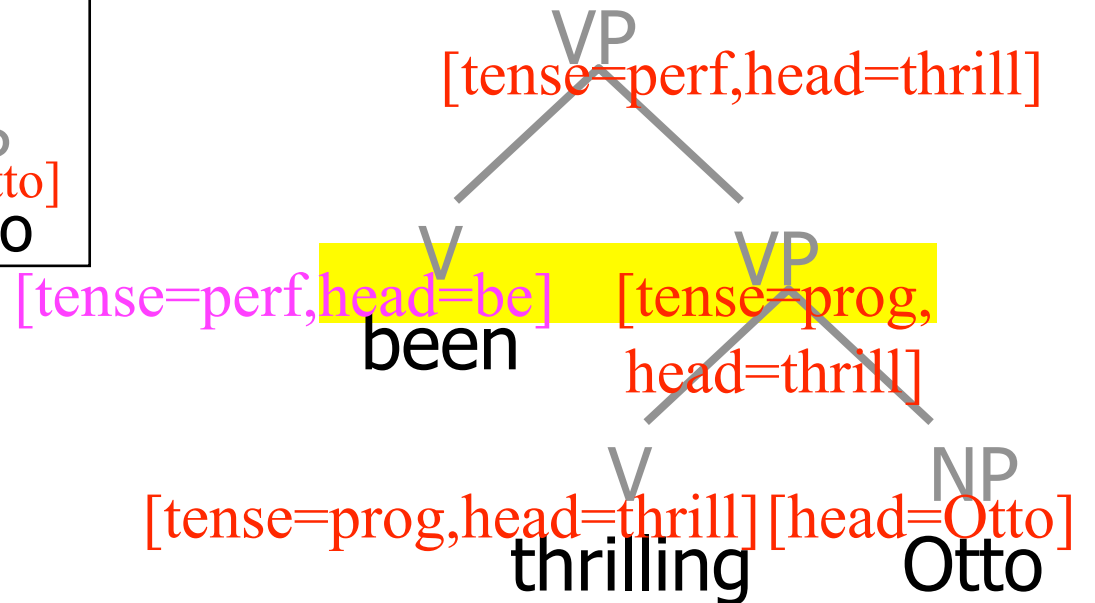 VP
[tense=perf,head=thrill]
tto]
o
V VP
[tense=perf,head=be] [tense=prog,
been
head=thrill]
V NP
[tense=prog,head=thrill] [head=Otto]
thrilling Otto